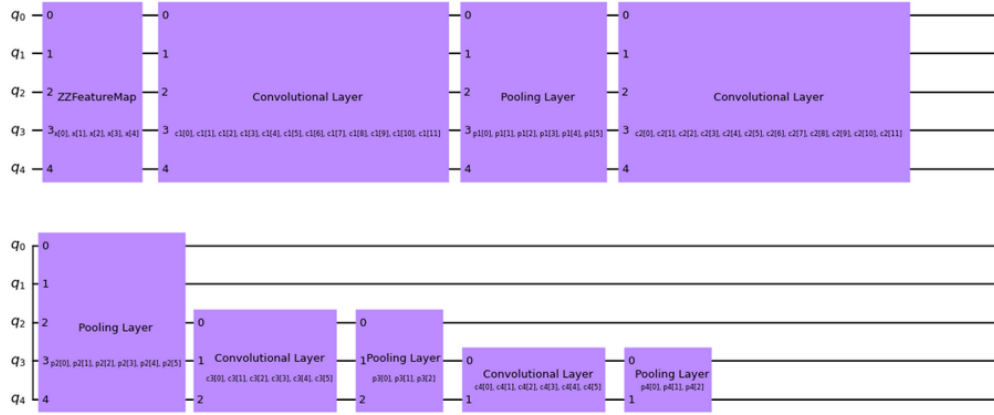 q0 0 0 0 0
q1 1 1 1 1
q2 2 ZZFeatureMap 2 Convolutional Layer 2 Pooling Layer 2 Convolutional Layer
q3 3 x[0], x[1], x[2], x[3], x[4] 3 c1[0], c1[1], c1[2], c1[3], c1[4], c1[5], c1[6], c1[7], c1[8], c1[9], c1[10], c1[11] 3 p1[0], p1[1], p1[2], p1[3], p1[4], p1[5] 3 c2[0], c2[1], c2[2], c2[3], c2[4], c2[5], c2[6], c2[7], c2[8], c2[9], c2[10], c2[11]
q4 4 4 4 4
q0 0
q1 1
q2 2 Pooling Layer 0 0
q3 3 p2[0], p2[1], p2[2], p2[3], p2[4], p2[5] 1 Convolutional Layer 1 Pooling Layer 0 0
c3[0], c3[1], c3[2], c3[3], c3[4], c3[5] p3[0], p3[1], p3[2] Convolutional Layer Pooling Layer
c4[0], c4[1], c4[2], c4[3], c4[4], c4[5] p4[0], p4[1], p4[2]
q4 4 2 2 1 1